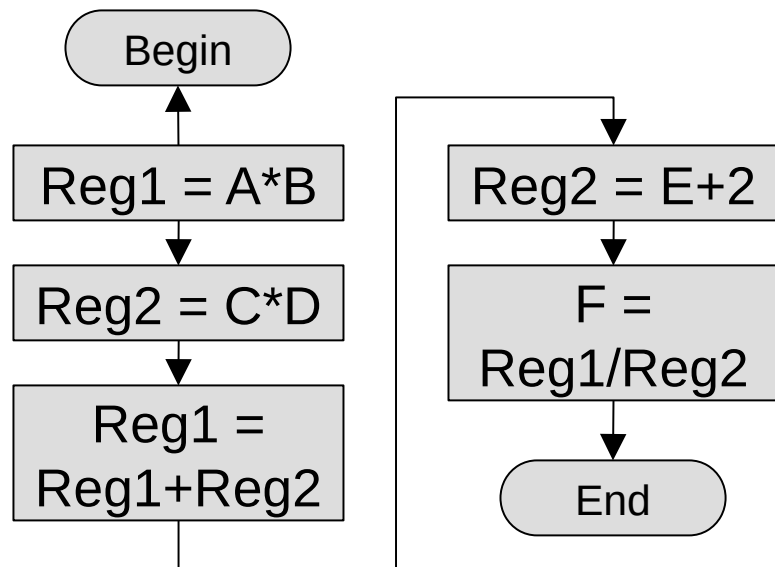 Begin
Reg1 = A*B
Reg2 = C*D
Reg1 =
Reg1+Reg2
Reg2 = E+2
F =
Reg1/Reg2
End